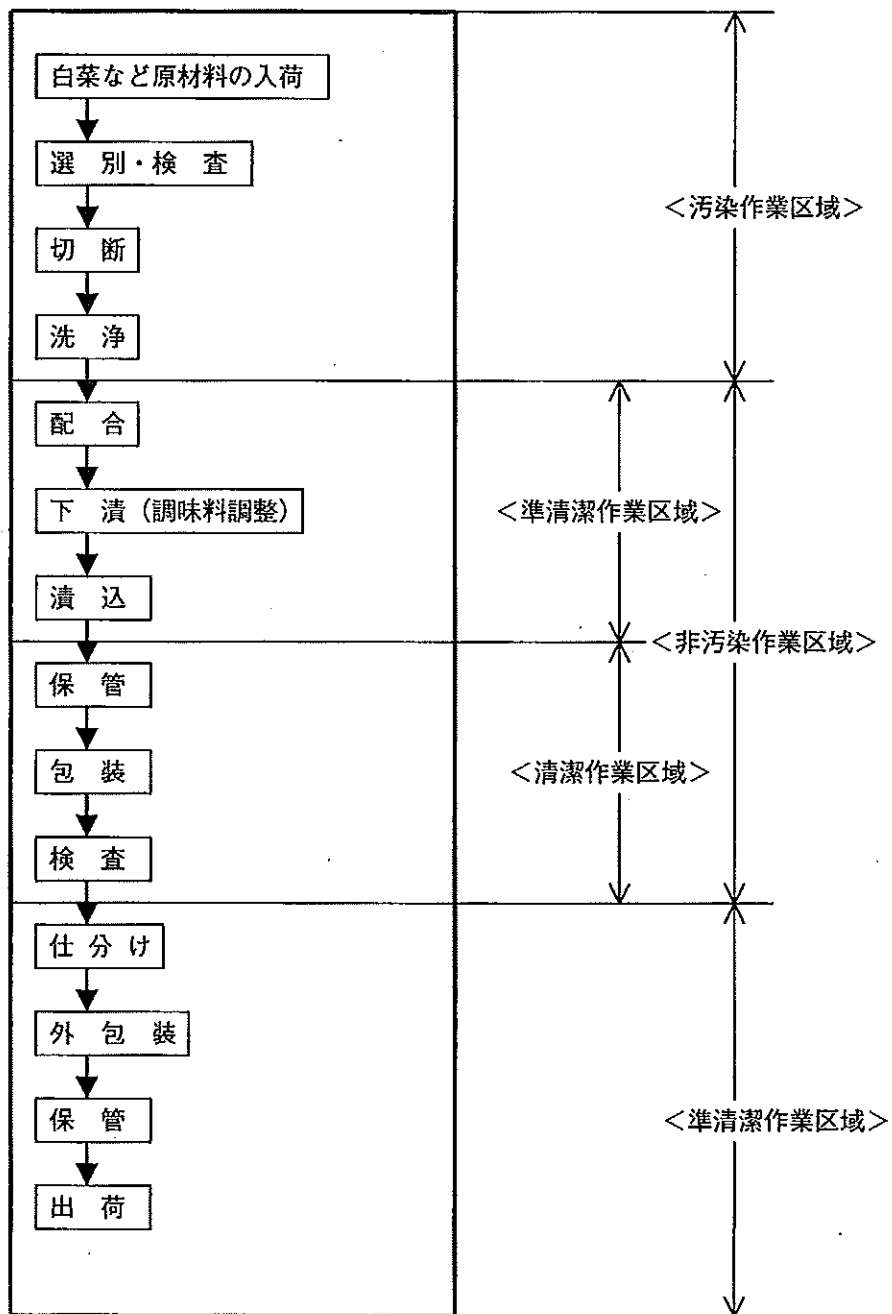 白菜など原材料の入荷
選別・検査
切断
洗浄
<汚染作業区域>
配合
下漬(調味料調整)
漬込
<準清潔作業区域>
<非汚染作業区域>
保管
包装
検査
<清潔作業区域>
仕分け
外包装
保管
出荷
<準清潔作業区域>